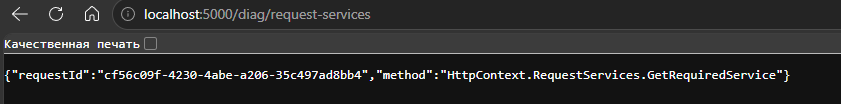 localhost:5000/diag/request-services
Качественная печать
{"requestId":"cf56c09f-4230-4abe-a206-35c497ad8bb4","method":"HttpContext.RequestServices.GetRequiredService"}